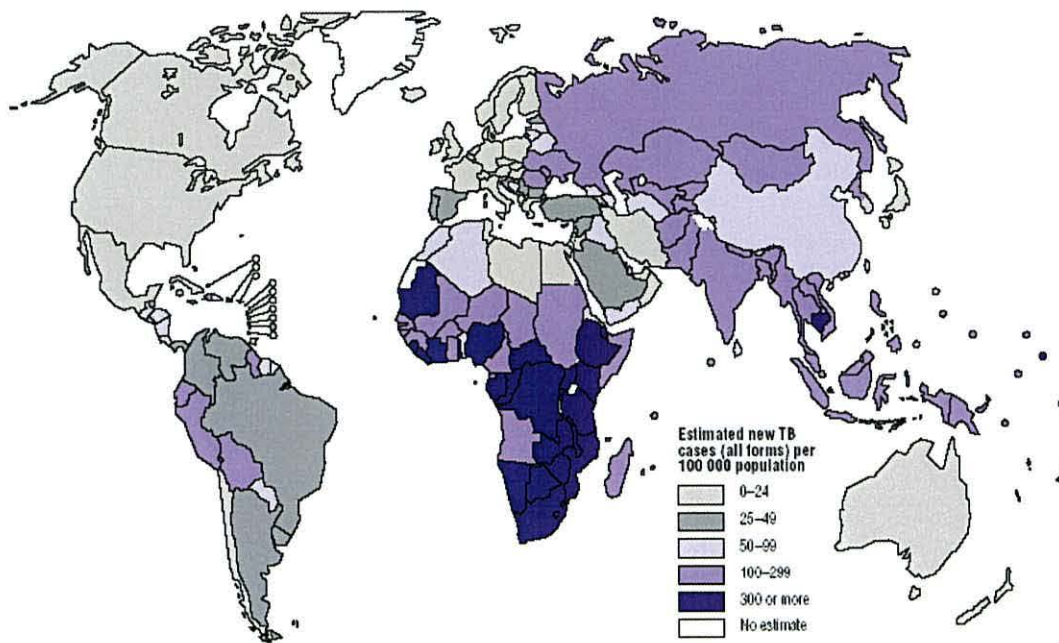 Estimated new TB
cases (all forms) per
100 000 population
0–24
25–49
50–99
100–299
300 or more
No estimate